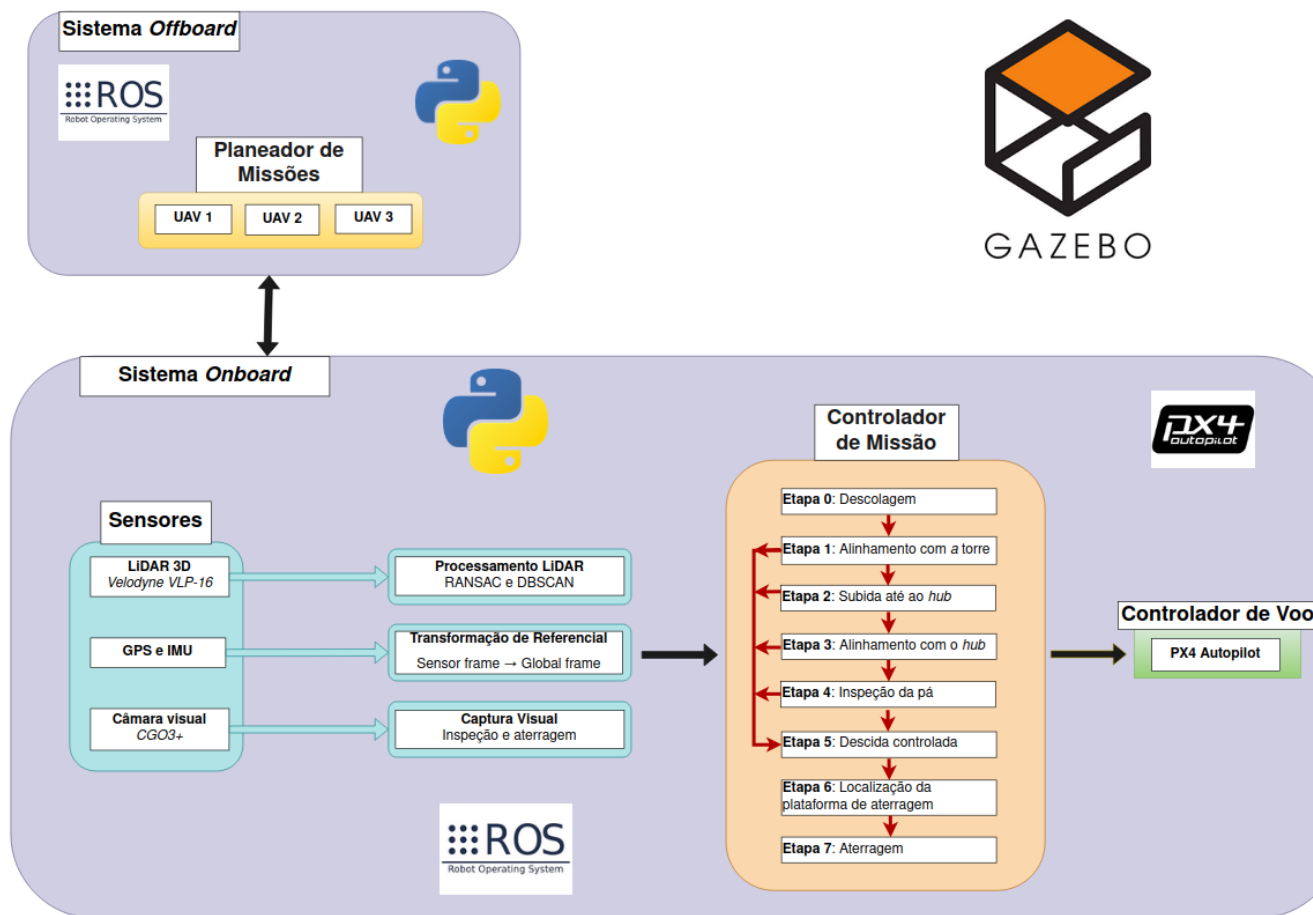 Sistema Offboard
ROS
Robot Operating System
Planeador de
Missões
UAV 1
UAV 2
UAV 3
GAZEBO
Sistema Onboard
px4
autopilot
Sensores
LiDAR 3D
Velodyne VLP-16
GPS e IMU
Câmara visual
CGO3+
Processamento LiDAR
RANSAC e DBSCAN
Transformação de Referencial
Sensor frame → Global frame
Captura Visual
Inspeção e aterragem
ROS
Robot Operating System
Controlador
de Missão
Etapa 0: Descolagem
Etapa 1: Alinhamento com a torre
Etapa 2: Subida até ao hub
Etapa 3: Alinhamento com o hub
Etapa 4: Inspeção da pá
Etapa 5: Descida controlada
Etapa 6: Localização da
plataforma de aterragem
Etapa 7: Aterragem
Controlador de Voo
PX4 Autopilot